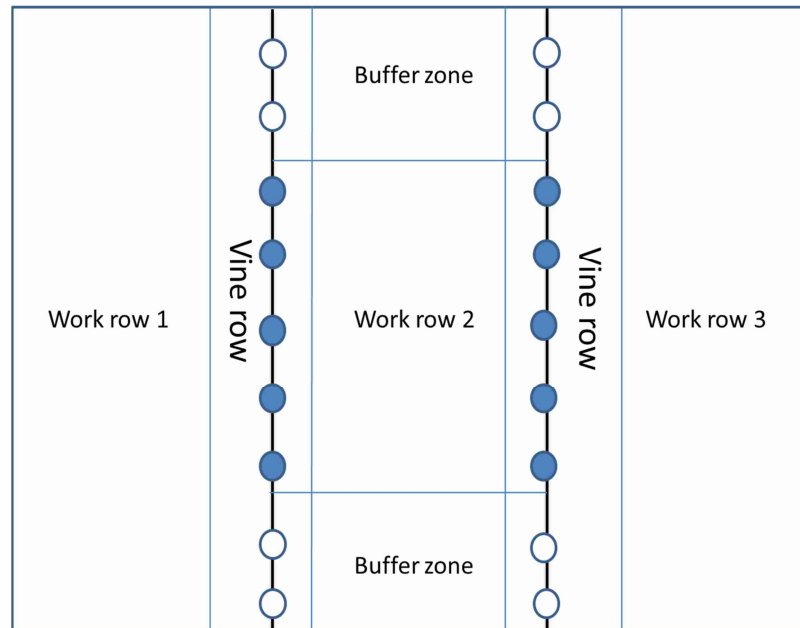 Buffer zone
Vine row
Vine row
Work row 1
Work row 2
Work row 3
Buffer zone